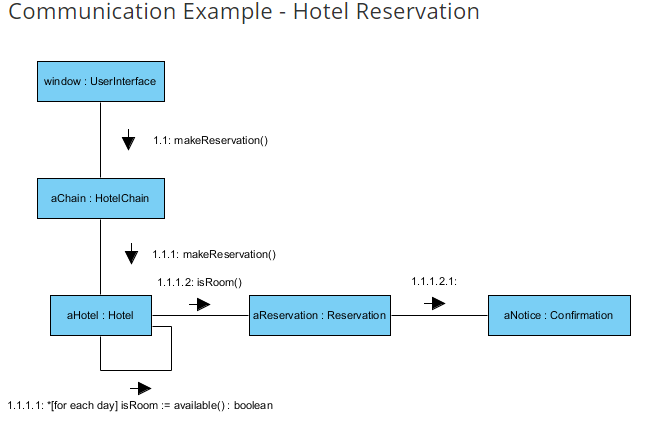 Communication Example - Hotel Reservation
window : UserInterface
1.1: makeReservation()
aChain : HotelChain
1.1.1: makeReservation()
1.1.1.2: isRoom()
1.1.1.2.1:
aHotel : Hotel
aReservation : Reservation
aNotice : Confirmation
1.1.1.1: *[for each day] isRoom := available() : boolean